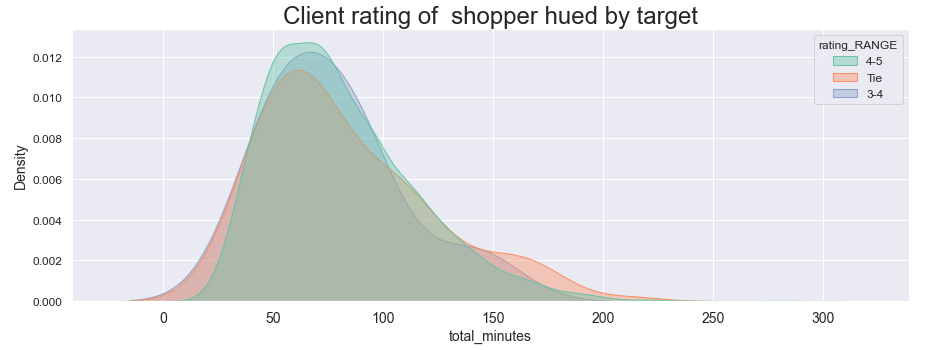 Client rating of  shopper hued by target
rating_RANGE
4-5
Tie
3-4
Density
0.012
0.010
0.008
0.006
0.004
0.002
0.000
0 50 100 150 200 250 300
total_minutes